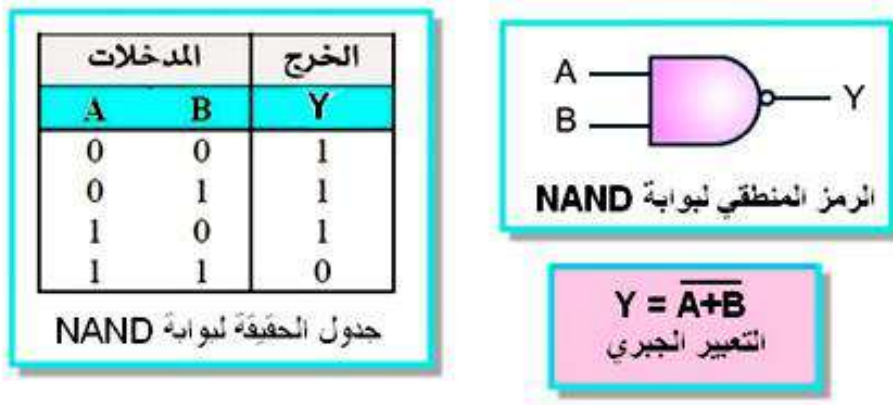 المدخلات الخرج
A B Y
0 0 1
0 1 1
1 0 1
1 1 0
جدول الحقيقة لبوابة NAND
A
B
Y
الرمز المنطقي لبوابة NAND
Y = A̅+̅B̅
التعبير الجبري